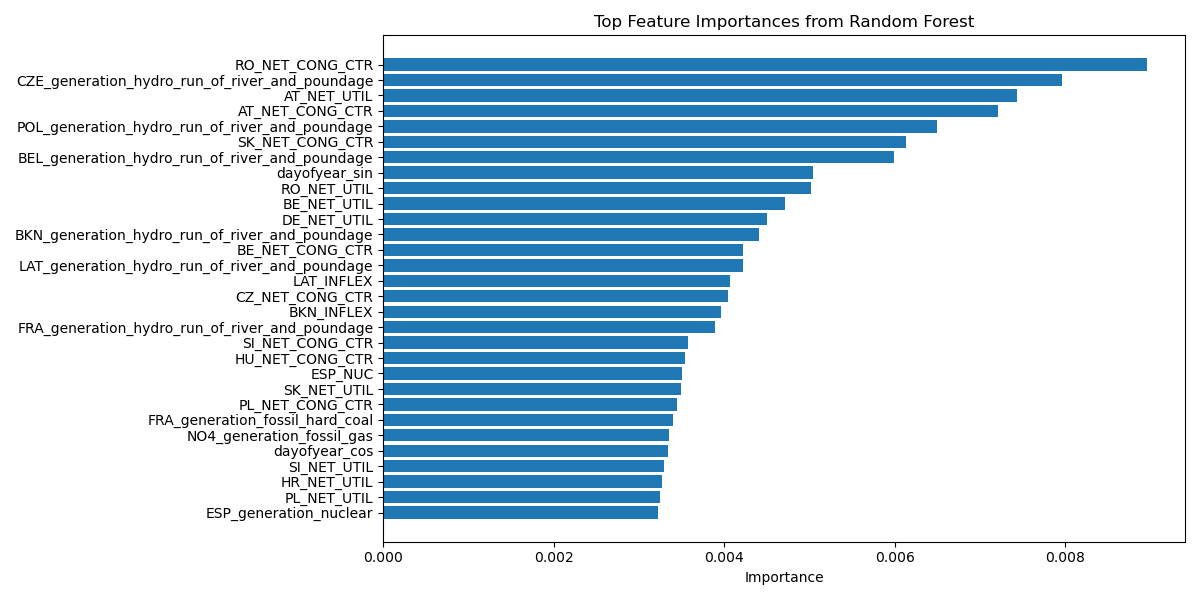 Top Feature Importances from Random Forest
RO_NET_CONG_CTR
CZE_generation_hydro_run_of_river_and_poundage
AT_NET_UTIL
AT_NET_CONG_CTR
POL_generation_hydro_run_of_river_and_poundage
SK_NET_CONG_CTR
BEL_generation_hydro_run_of_river_and_poundage
dayofyear_sin
RO_NET_UTIL
BE_NET_UTIL
DE_NET_UTIL
BKN_generation_hydro_run_of_river_and_poundage
BE_NET_CONG_CTR
LAT_generation_hydro_run_of_river_and_poundage
LAT_INFLEX
CZ_NET_CONG_CTR
BKN_INFLEX
FRA_generation_hydro_run_of_river_and_poundage
SI_NET_CONG_CTR
HU_NET_CONG_CTR
ESP_NUC
SK_NET_UTIL
PL_NET_CONG_CTR
FRA_generation_fossil_hard_coal
NO4_generation_fossil_gas
dayofyear_cos
SI_NET_UTIL
HR_NET_UTIL
PL_NET_UTIL
ESP_generation_nuclear
0.000 0.002 0.004 0.006 0.008
Importance